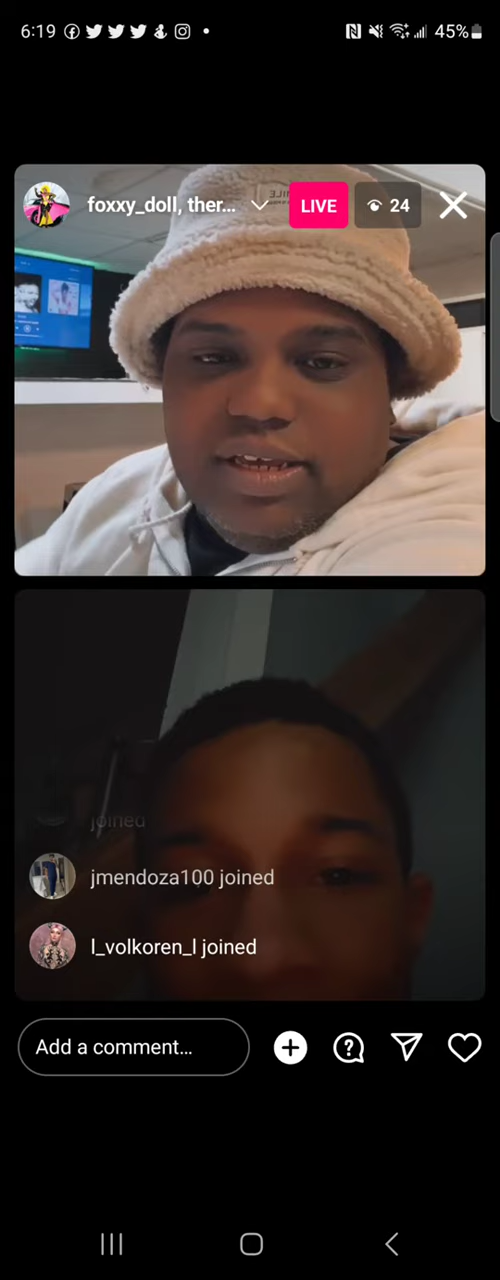 6:19
45%
foxxy_doll, ther...
LIVE
24
joined
jmendoza100 joined
l_volkoren_l joined
Add a comment...